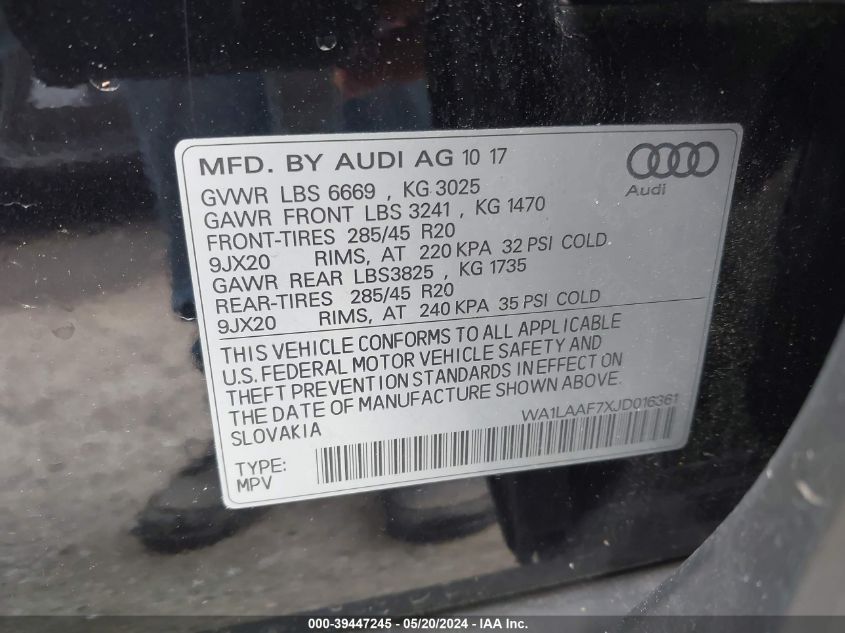 MFD. BY AUDI AG 10 17
Audi
GVWR LBS 6669 , KG 3025
GAWR FRONT LBS 3241 , KG 1470
FRONT-TIRES 285/45 R20
9JX20 RIMS, AT 220 KPA 32 PSI COLD
GAWR REAR LBS3825 , KG 1735
REAR-TIRES 285/45 R20
9JX20 RIMS, AT 240 KPA 35 PSI COLD
THIS VEHICLE CONFORMS TO ALL APPLICABLE
U.S. FEDERAL MOTOR VEHICLE SAFETY AND
THEFT PREVENTION STANDARDS IN EFFECT ON
THE DATE OF MANUFACTURE SHOWN ABOVE.
SLOVAKIA
WA1LAAF7XJD016361
TYPE:
MPV
000-39447245 - 05/20/2024 - IAA Inc.